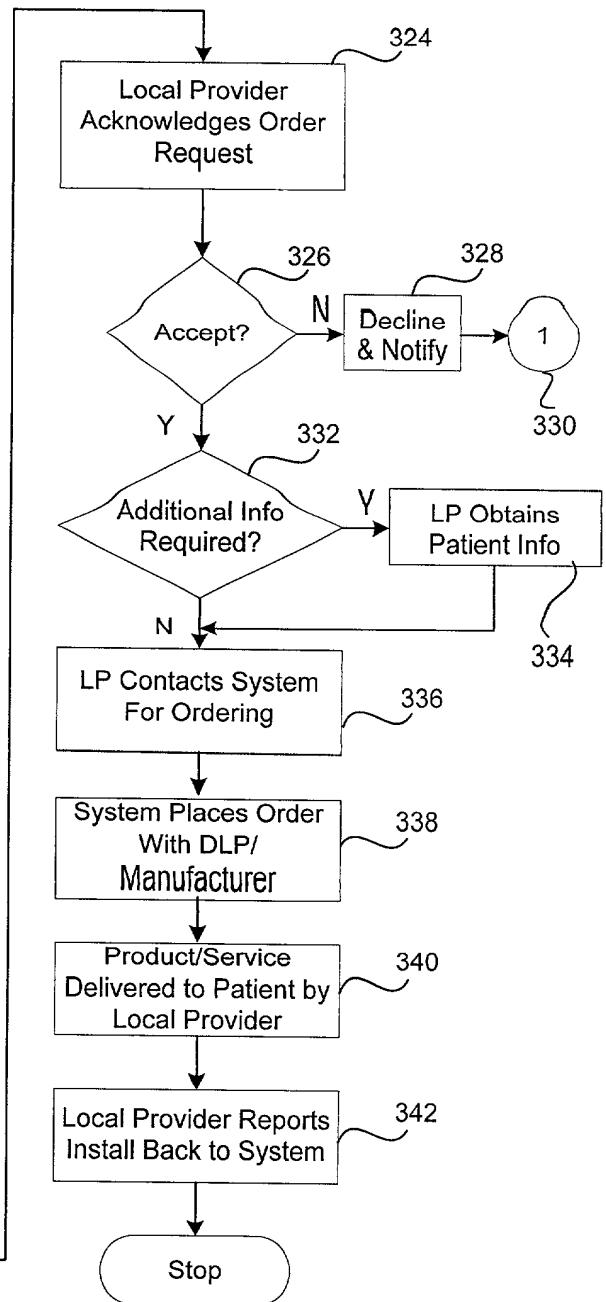 324
Local Provider
Acknowledges Order
Request
326
Accept?
N
328
Decline
& Notify
1
330
Y
332
Additional Info
Required?
Y
LP Obtains
Patient Info
334
N
LP Contacts System
For Ordering
336
System Places Order
With DLP/
Manufacturer
338
Product/Service
Delivered to Patient by
Local Provider
340
Local Provider Reports
Install Back to System
342
Stop